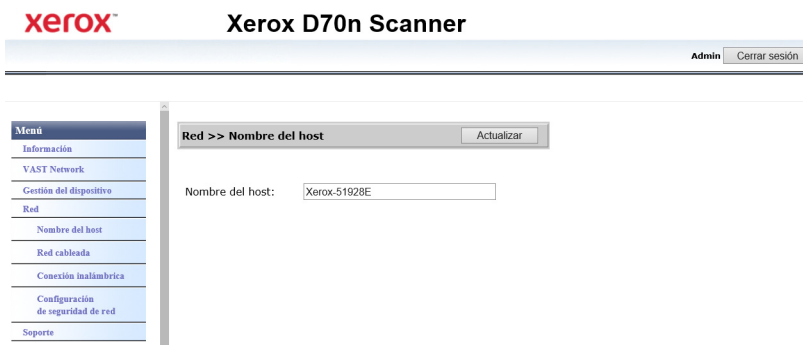 xerox™
Xerox D70n Scanner
Admin Cerrar sesión
Menú
Información
VAST Network
Gestión del dispositivo
Red
Nombre del host
Red cableada
Conexión inalámbrica
Configuración
de seguridad de red
Soporte
Red >> Nombre del host Actualizar
Nombre del host: Xerox-51928E